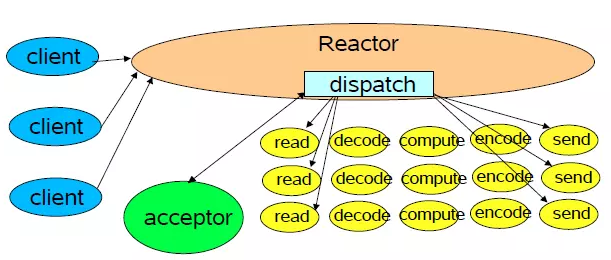 Reactor
client
dispatch
client
client
acceptor
read decode compute encode send
read decode compute encode send
read decode compute encode send